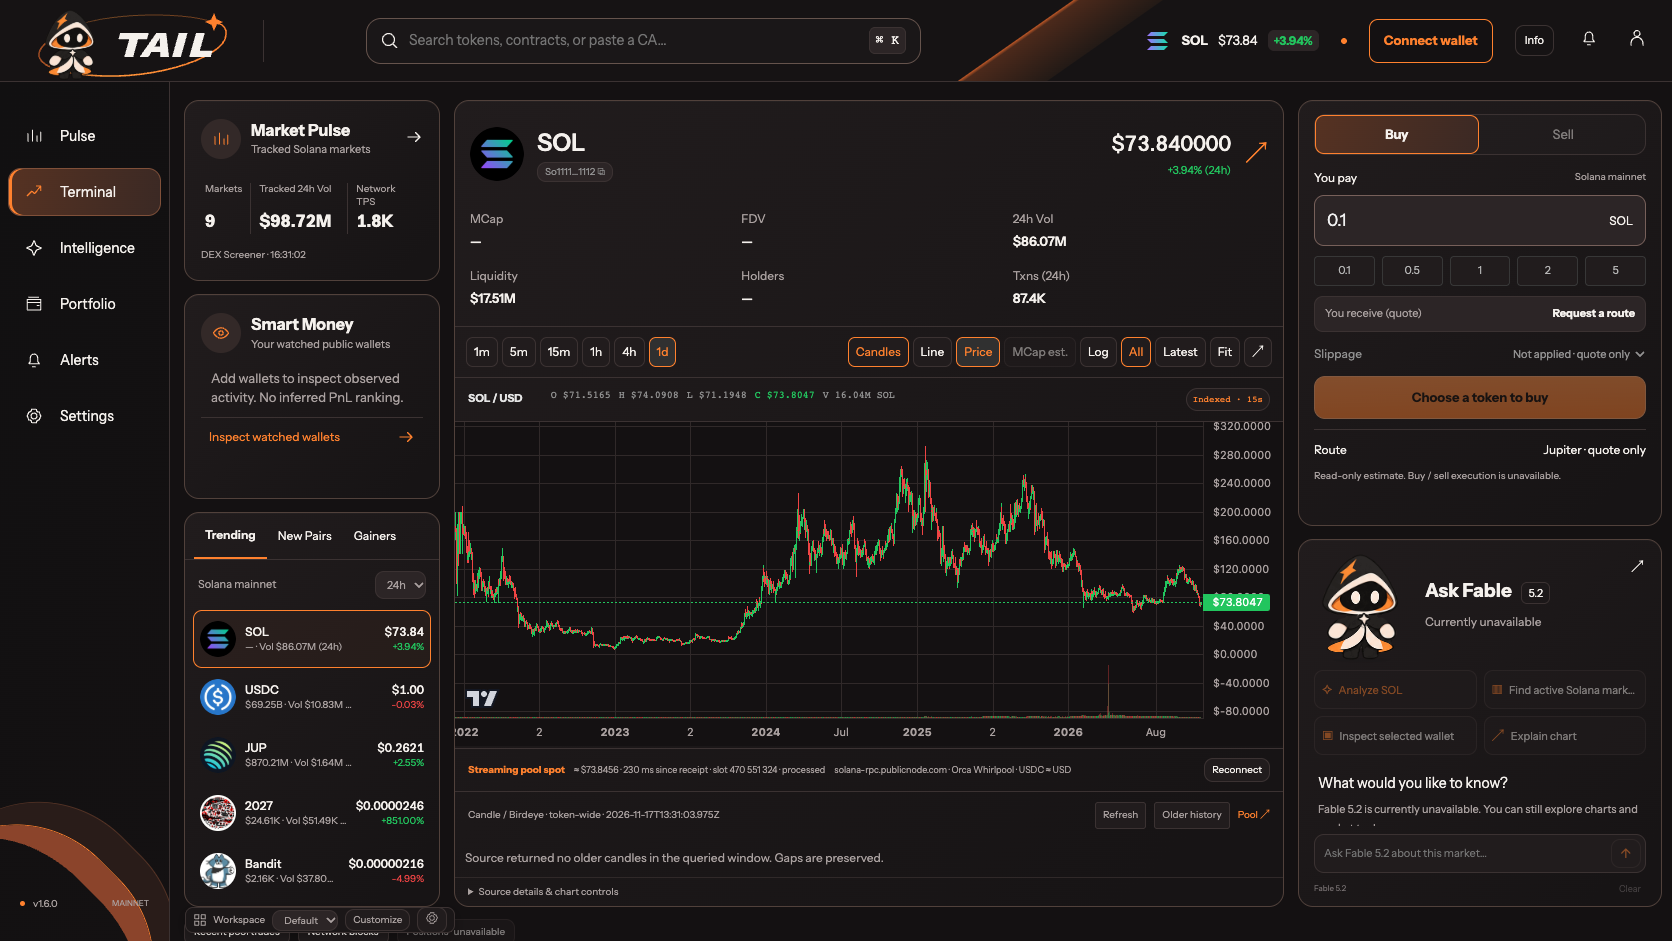 TAIL
Search tokens, contracts, or paste a CA...
⌘ K
SOL $73.84 +3.94%
Connect wallet
Info
Pulse
Terminal
Intelligence
Portfolio
Alerts
Settings
v1.6.0
MAINNET
Market Pulse
Tracked Solana markets
Markets
9
Tracked 24h Vol
$98.72M
Network
TPS
1.8K
DEX Screener · 16:31:02
Smart Money
Your watched public wallets
Add wallets to inspect observed
activity. No inferred PnL ranking.
Inspect watched wallets
Trending New Pairs Gainers
Solana mainnet
24h
SOL $73.84
— · Vol $86.07M (24h) +3.94%
USDC $1.00
$69.25B · Vol $10.83M ... -0.03%
JUP $0.2621
$870.21M · Vol $1.64M ... +2.55%
2027 $0.0000246
$24.61K · Vol $51.49K ... +851.00%
Bandit $0.00000216
$2.16K · Vol $37.80... -4.99%
Workspace Default Customize
Recent pool trades Network blocks Positions unavailable
SOL
So1111...1112
$73.840000
+3.94% (24h)
MCap
—
FDV
—
24h Vol
$86.07M
Liquidity
$17.51M
Holders
—
Txns (24h)
87.4K
1m 5m 15m 1h 4h 1d
Candles Line Price MCap est. Log All Latest Fit
SOL / USD O $71.5165 H $74.0908 L $71.1948 C $73.8047 V 16.04M SOL
Indexed · 15s
$320.0000
$280.0000
$240.0000
$200.0000
$160.0000
$120.0000
$73.8047
$40.0000
$0.0000
$-40.0000
$-80.0000
2022 2 2023 2 2024 Jul 2025 2 2026 Aug
Streaming pool spot ≈ $73.8456 · 230 ms since receipt · slot 470 551 324 · processed solana-rpc.publicnode.com · Orca Whirlpool · USDC ≈ USD
Reconnect
Candle / Birdeye · token-wide · 2026-11-17T13:31:03.975Z
Refresh Older history Pool
Source returned no older candles in the queried window. Gaps are preserved.
Source details & chart controls
Buy Sell
You pay Solana mainnet
0.1 SOL
0.1 0.5 1 2 5
You receive (quote) Request a route
Slippage Not applied · quote only
Choose a token to buy
Route Jupiter · quote only
Read-only estimate. Buy / sell execution is unavailable.
Ask Fable 5.2
Currently unavailable
Analyze SOL
Find active Solana mark...
Inspect selected wallet
Explain chart
What would you like to know?
Fable 5.2 is currently unavailable. You can still explore charts and
Ask Fable 5.2 about this market...
Fable 5.2 Clear